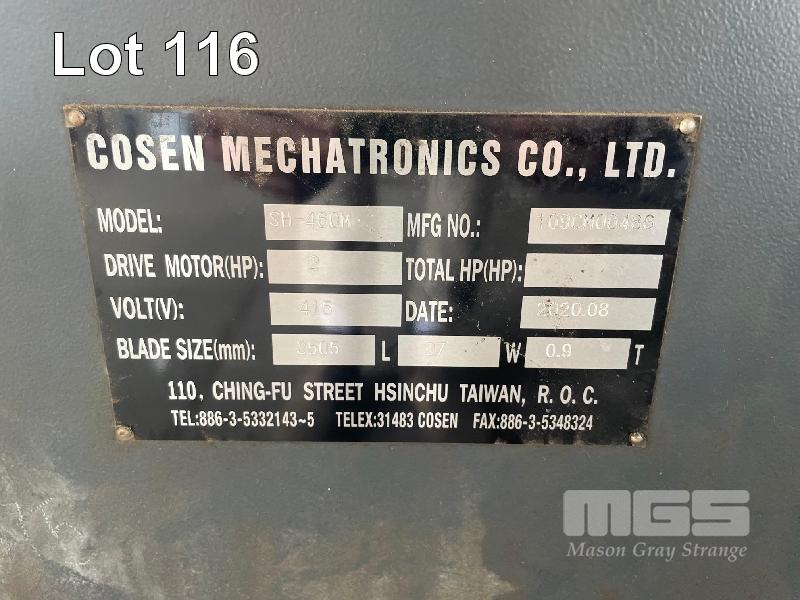 Lot 116
COSEN MECHATRONICS CO., LTD.
MODEL: MFG NO.:
DRIVE MOTOR(HP): 2 TOTAL HP(HP):
VOLT(V): 415 DATE: 2020.08
BLADE SIZE(mm): L W 0.9 T
110, CHING-FU STREET HSINCHU TAIWAN, R. O. C.
TEL:886-3-5332143~5 TELEX:31483 COSEN FAX:886-3-5348324
MGS
Mason Gray Strange